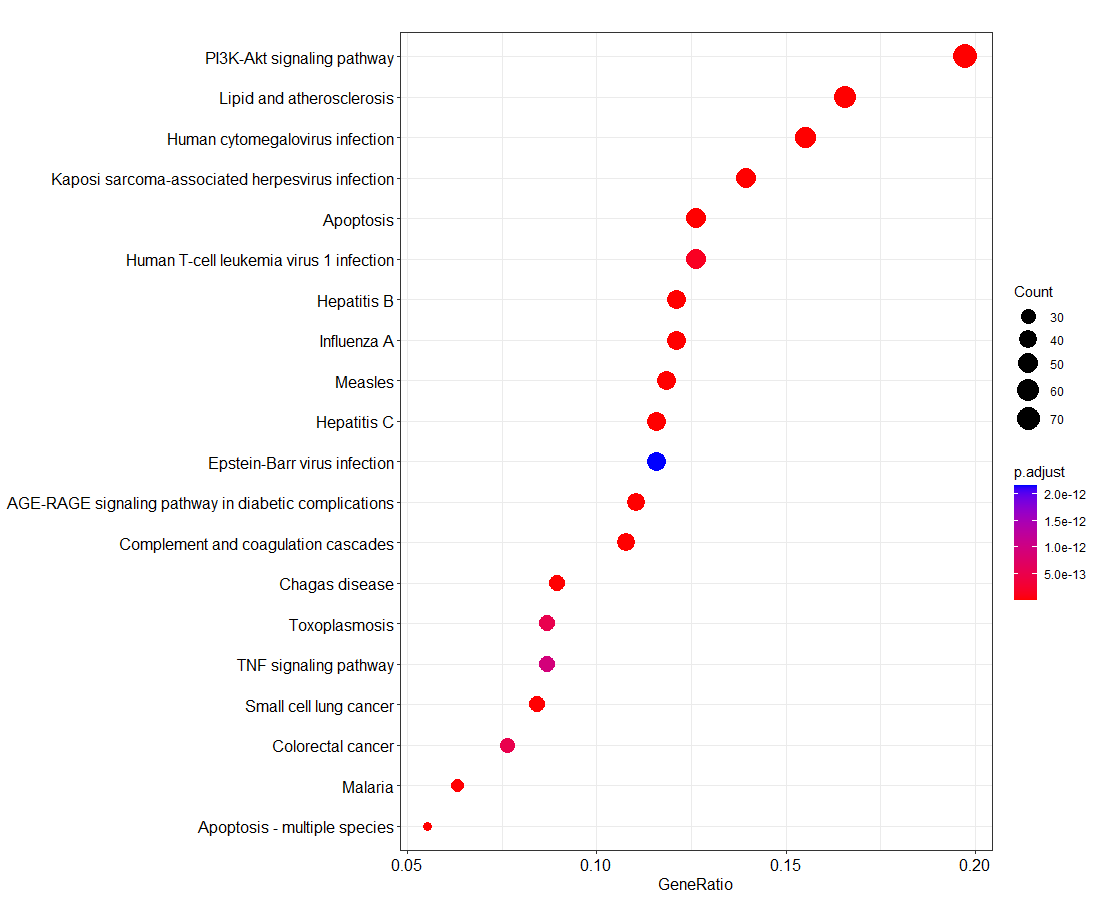 PI3K-Akt signaling pathway
Lipid and atherosclerosis
Human cytomegalovirus infection
Kaposi sarcoma-associated herpesvirus infection
Apoptosis
Human T-cell leukemia virus 1 infection
Hepatitis B
Influenza A
Measles
Hepatitis C
Epstein-Barr virus infection
AGE-RAGE signaling pathway in diabetic complications
Complement and coagulation cascades
Chagas disease
Toxoplasmosis
TNF signaling pathway
Small cell lung cancer
Colorectal cancer
Malaria
Apoptosis - multiple species
0.05 0.10 0.15 0.20
GeneRatio
Count
30
40
50
60
70
p.adjust
2.0e-12
1.5e-12
1.0e-12
5.0e-13